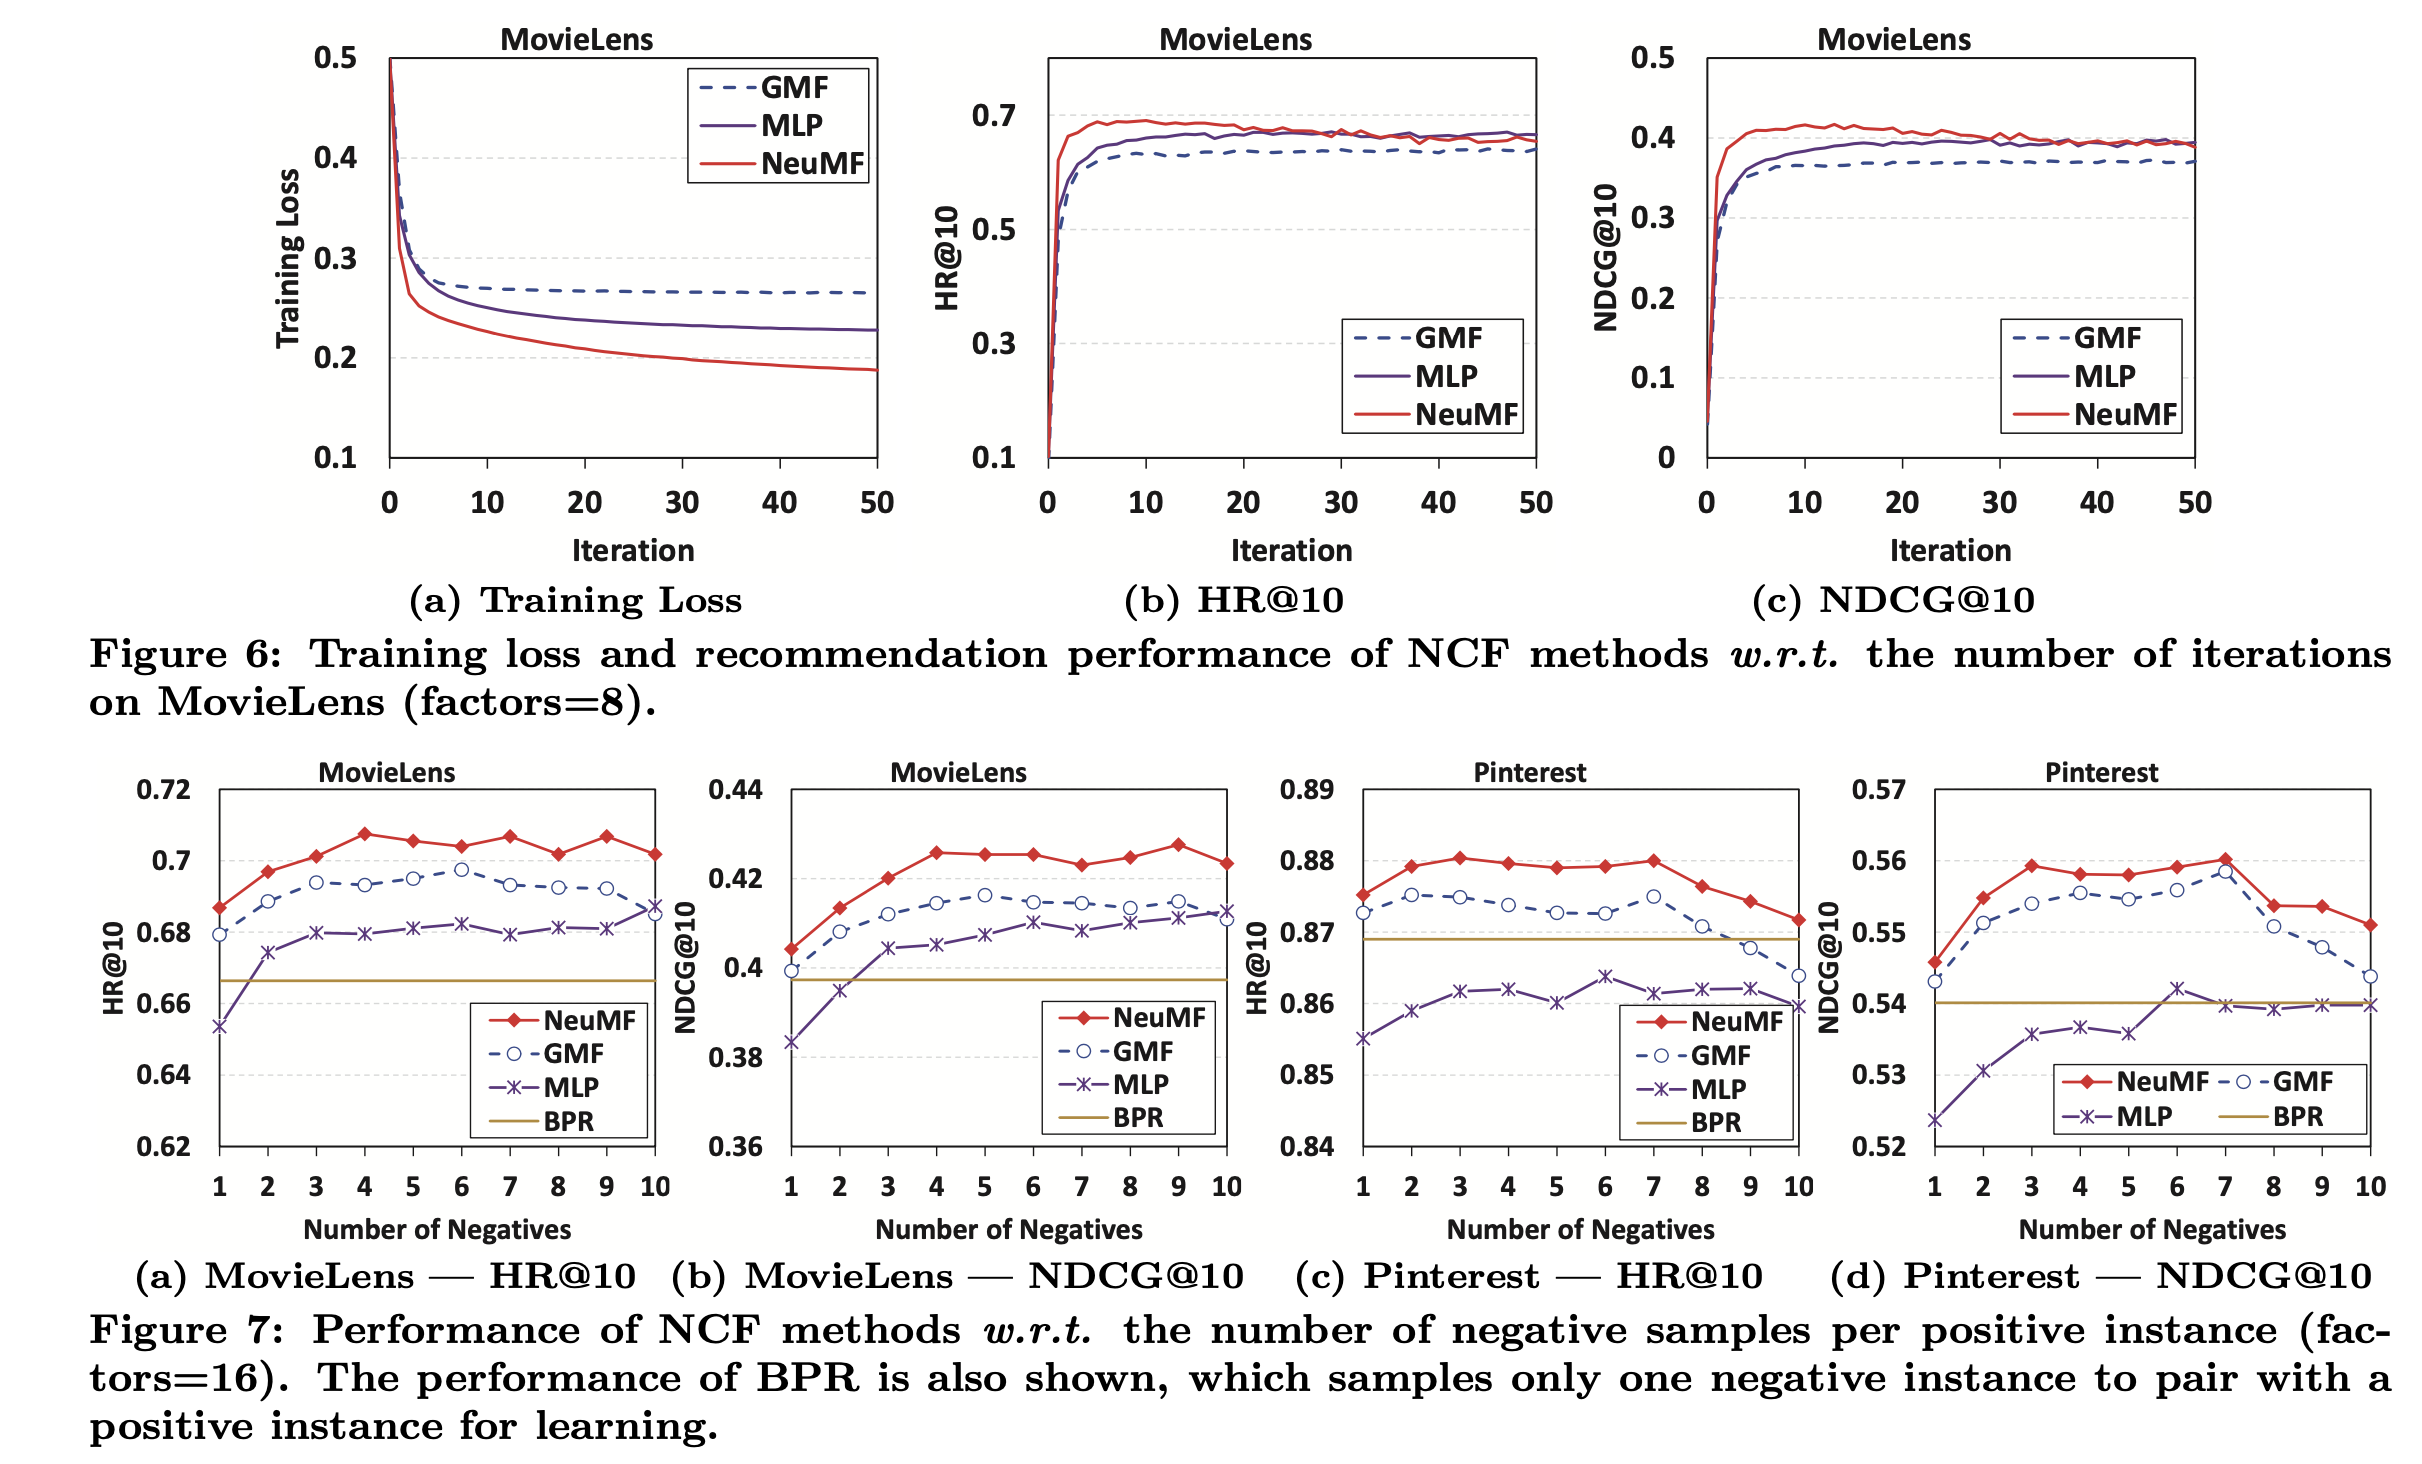 MovieLens
0.5
0.4
0.3
0.2
0.1
Training Loss
GMF
MLP
NeuMF
0 10 20 30 40 50
Iteration
(a) Training Loss
MovieLens
0.7
0.5
0.3
0.1
HR@10
GMF
MLP
NeuMF
0 10 20 30 40 50
Iteration
(b) HR@10
MovieLens
0.5
0.4
0.3
0.2
0.1
0
NDCG@10
GMF
MLP
NeuMF
0 10 20 30 40 50
Iteration
(c) NDCG@10
Figure 6: Training loss and recommendation performance of NCF methods w.r.t. the number of iterations
on MovieLens (factors=8).
MovieLens
0.72
0.7
0.68
0.66
0.64
0.62
HR@10
NeuMF
GMF
MLP
BPR
1 2 3 4 5 6 7 8 9 10
Number of Negatives
(a) MovieLens — HR@10
MovieLens
0.44
0.42
0.4
0.38
0.36
NDCG@10
NeuMF
GMF
MLP
BPR
1 2 3 4 5 6 7 8 9 10
Number of Negatives
(b) MovieLens — NDCG@10
Pinterest
0.89
0.88
0.87
0.86
0.85
0.84
HR@10
NeuMF
GMF
MLP
BPR
1 2 3 4 5 6 7 8 9 10
Number of Negatives
(c) Pinterest — HR@10
Pinterest
0.57
0.56
0.55
0.54
0.53
0.52
NDCG@10
NeuMF GMF
MLP BPR
1 2 3 4 5 6 7 8 9 10
Number of Negatives
(d) Pinterest — NDCG@10
Figure 7: Performance of NCF methods w.r.t. the number of negative samples per positive instance (fac-
tors=16). The performance of BPR is also shown, which samples only one negative instance to pair with a
positive instance for learning.